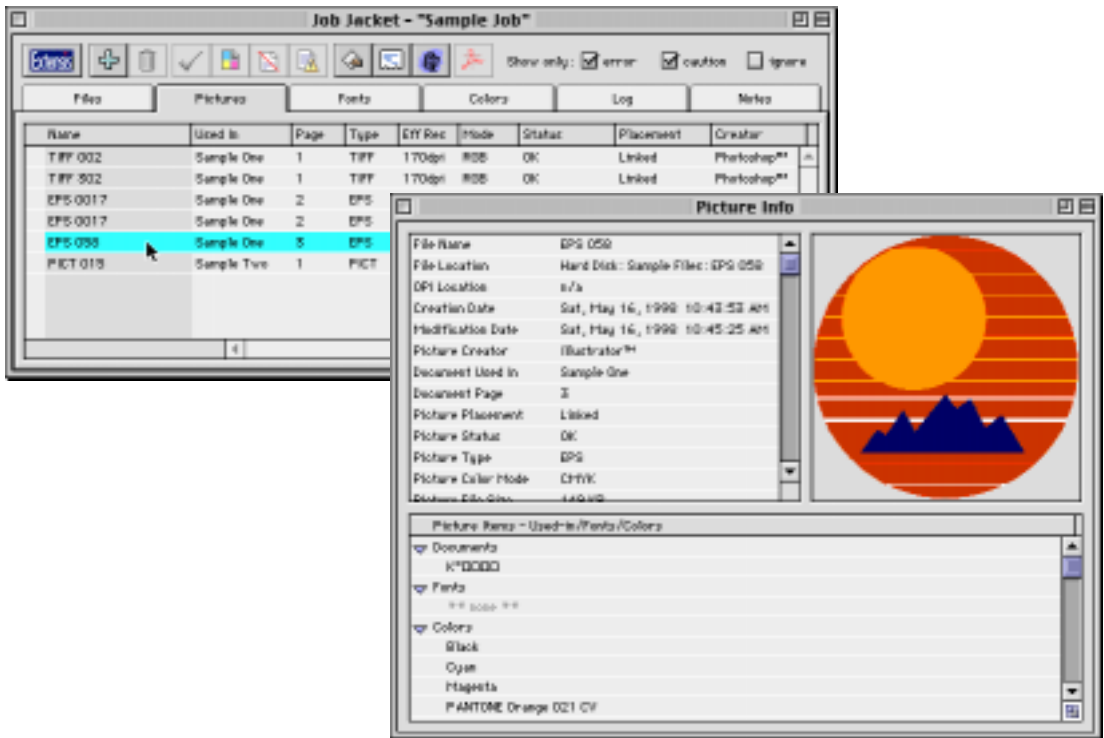 Job Jacket - "Sample Job"
Extensis Show only: error caution ignore
Files Pictures Fonts Colors Log Notes
Name Used In Page Type Eff Res Mode Status Placement Creator
TIFF 002 Sample One 1 TIFF 170dpi RGB OK Linked Photoshop™
TIFF 802 Sample One 1 TIFF 170dpi RGB OK Linked Photoshop™
EPS 0017 Sample One 2 EPS
EPS 0017 Sample One 2 EPS
EPS 058 Sample One 3 EPS
PICT 015 Sample Two 1 PICT
Picture Info
File Name EPS 058
File Location Hard Disk: Sample Files: EPS 058
OPI Location n/a
Creation Date Sat, May 16, 1998 10:43:53 AM
Modification Date Sat, May 16, 1998 10:45:25 AM
Picture Creator Illustrator™
Document Used In Sample One
Document Page 3
Picture Placement Linked
Picture Status OK
Picture Type EPS
Picture Color Mode CMYK
Picture File Size
Picture Items - Used-in/Fonts/Colors
Documents
Fonts
** none **
Colors
Black
Cyan
Magenta
PANTONE Orange 021 CV